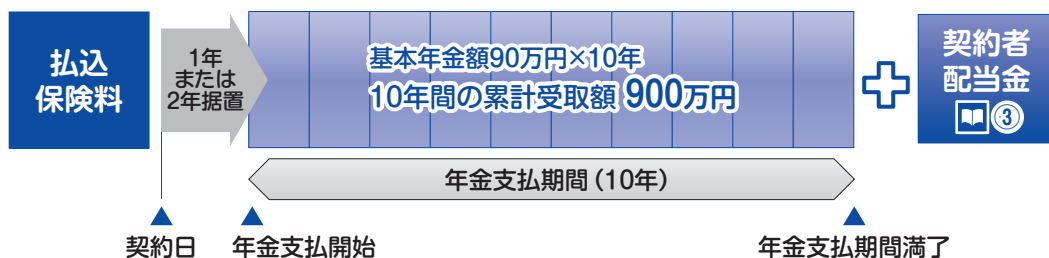 払込
保険料
1年
または
2年据置
基本年金額90万円×10年
10年間の累計受取額 900万円
契約者
配当金
③
年金支払期間（10年）
契約日
年金支払開始
年金支払期間満了